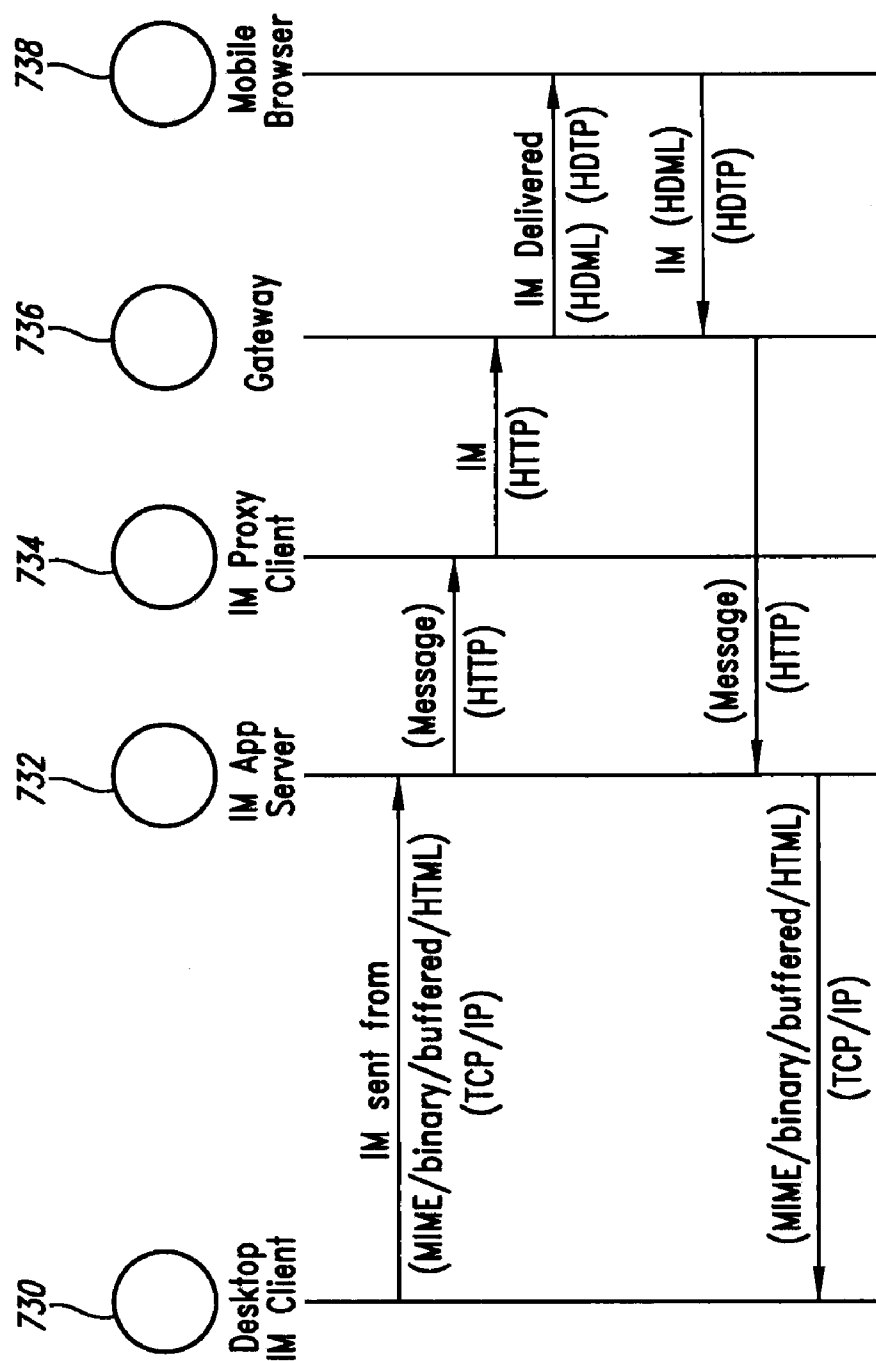 730
732
734
736
738
Desktop
IM Client
IM App
Server
IM Proxy
Client
Gateway
Mobile
Browser
IM sent from
(MIME/binary/buffered/HTML)
(TCP/IP)
(Message)
(HTTP)
IM
(HTTP)
IM Delivered
(HDML) (HDTP)
IM (HDML)
(HDTP)
(Message)
(HTTP)
(MIME/binary/buffered/HTML)
(TCP/IP)